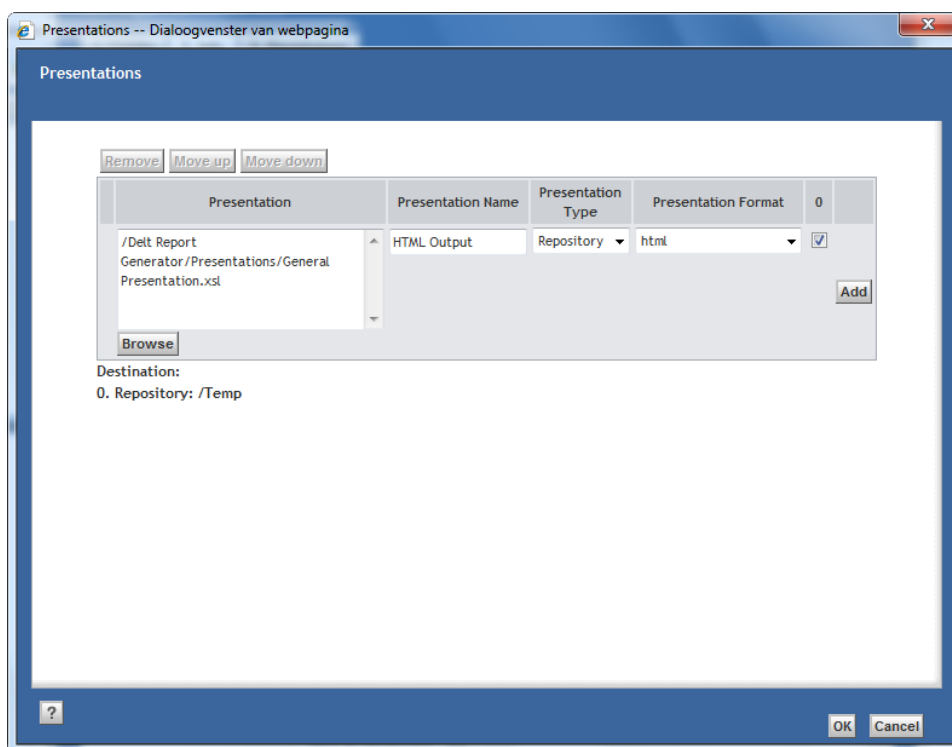 Presentations -- Dialoogvenster van webpagina
X
Presentations
Remove Move up Move down
Presentation Presentation Name Presentation Type Presentation Format 0
/Delt Report
Generator/Presentations/General
Presentation.xsl
HTML Output Repository html
Add
Browse
Destination:
0. Repository: /Temp
?
OK Cancel